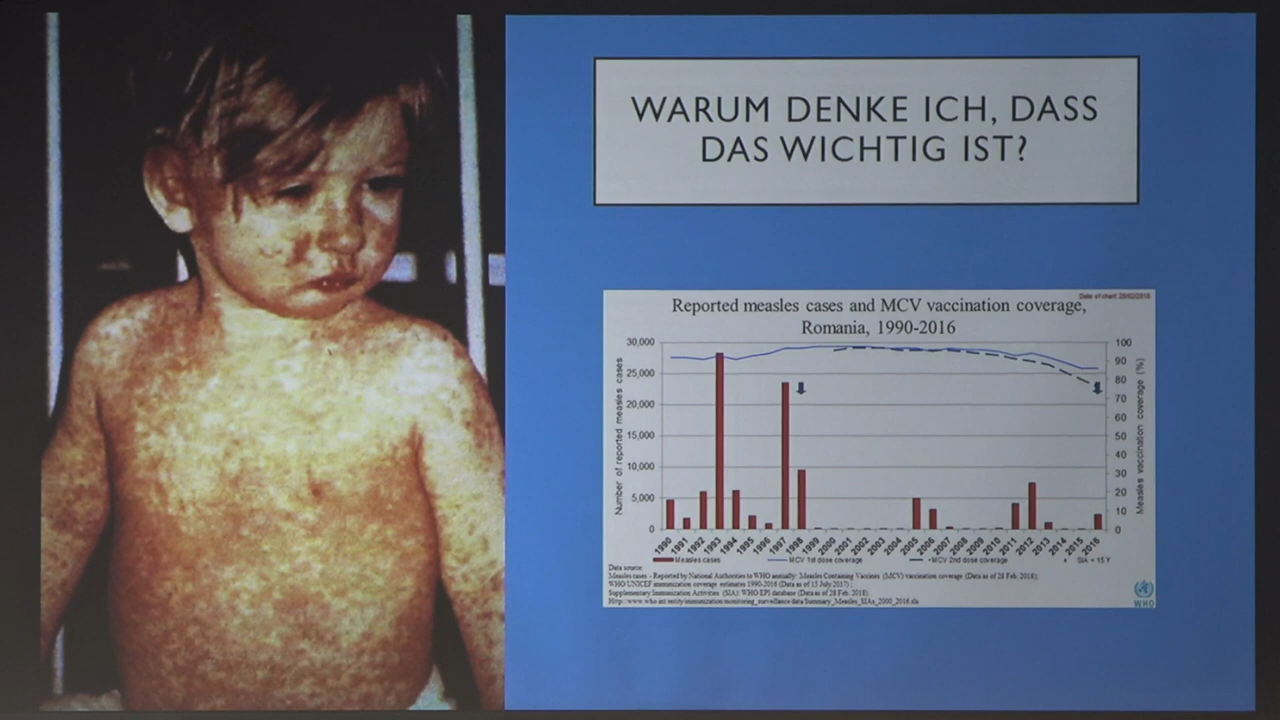 WARUM DENKE ICH, DASS
DAS WICHTIG IST?
Date of chart: 28/02/2018
Reported measles cases and MCV vaccination coverage,
Romania, 1990-2016
Number of reported measles cases
30,000
25,000
20,000
15,000
10,000
5,000
0
100
90
80
70
60
50
40
30
20
10
0
Measles vaccination coverage (%)
1990 1991 1992 1993 1994 1995 1996 1997 1998 1999 2000 2001 2002 2003 2004 2005 2006 2007 2008 2009 2010 2011 2012 2013 2014 2015 2016
Measles cases MCV 1st dose coverage MCV 2nd dose coverage SIA < 15 Y
Data source:
Measles cases - Reported by National Authorities to WHO annually: Measles Containing Vaccines (MCV) vaccination coverage (Data as of 28 Feb. 2018);
WHO UNICEF immunization coverage estimates 1990-2016 (Data as of 15 July 2017);
Supplementary Immunization Activities (SIA): WHO EPI database (Data as of 28 Feb. 2018).
WHO